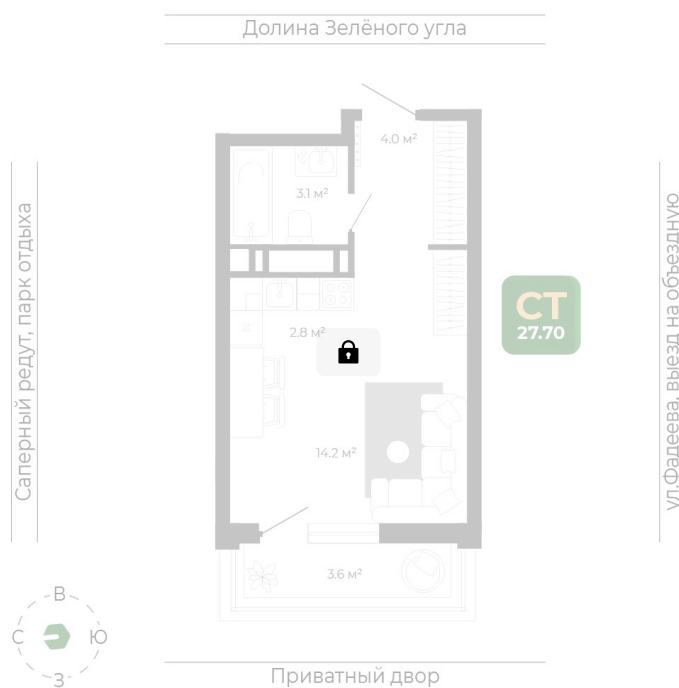 Долина Зелёного угла
4.0 м²
3.1 м²
Саперный редут, парк отдыха
ул.Фадеева. выезд на объездную
СТ
27.70
2.8 м²
14.2 м²
3.6 м²
В
С
Ю
З
Приватный двор